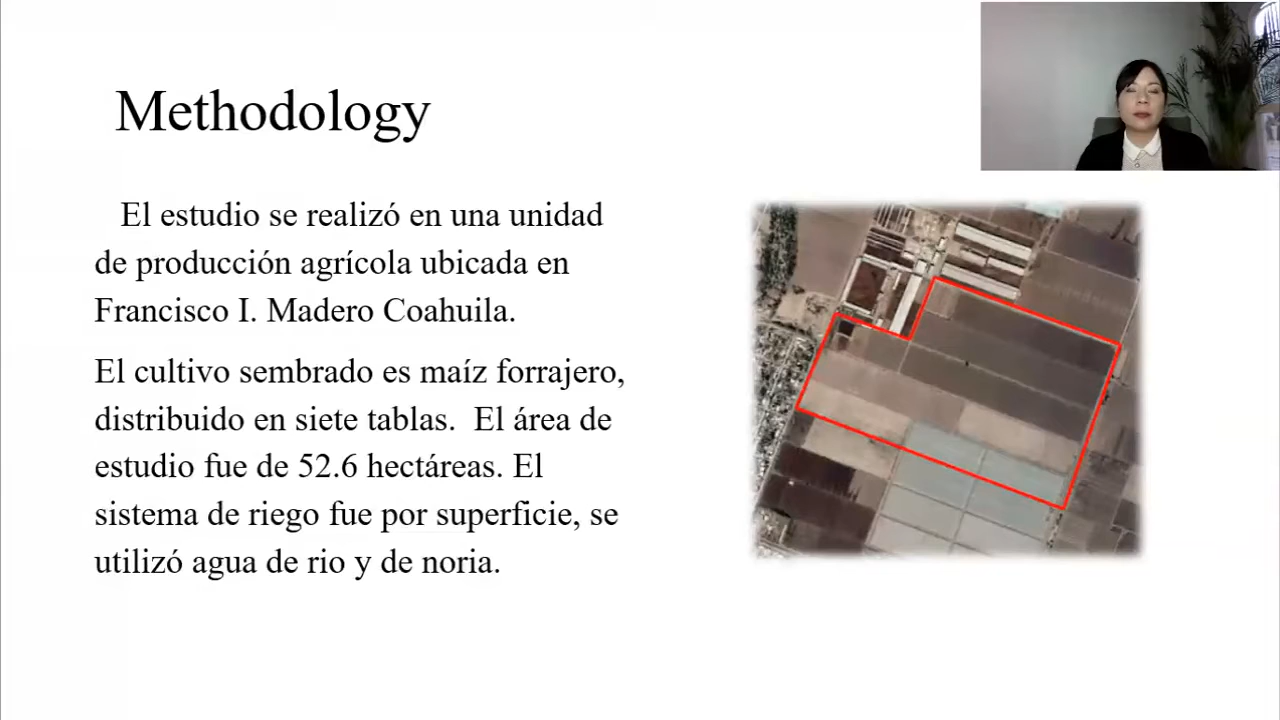 Methodology
El estudio se realizó en una unidad
de producción agrícola ubicada en
Francisco I. Madero Coahuila.
El cultivo sembrado es maíz forrajero,
distribuido en siete tablas. El área de
estudio fue de 52.6 hectáreas. El
sistema de riego fue por superficie, se
utilizó agua de rio y de noria.